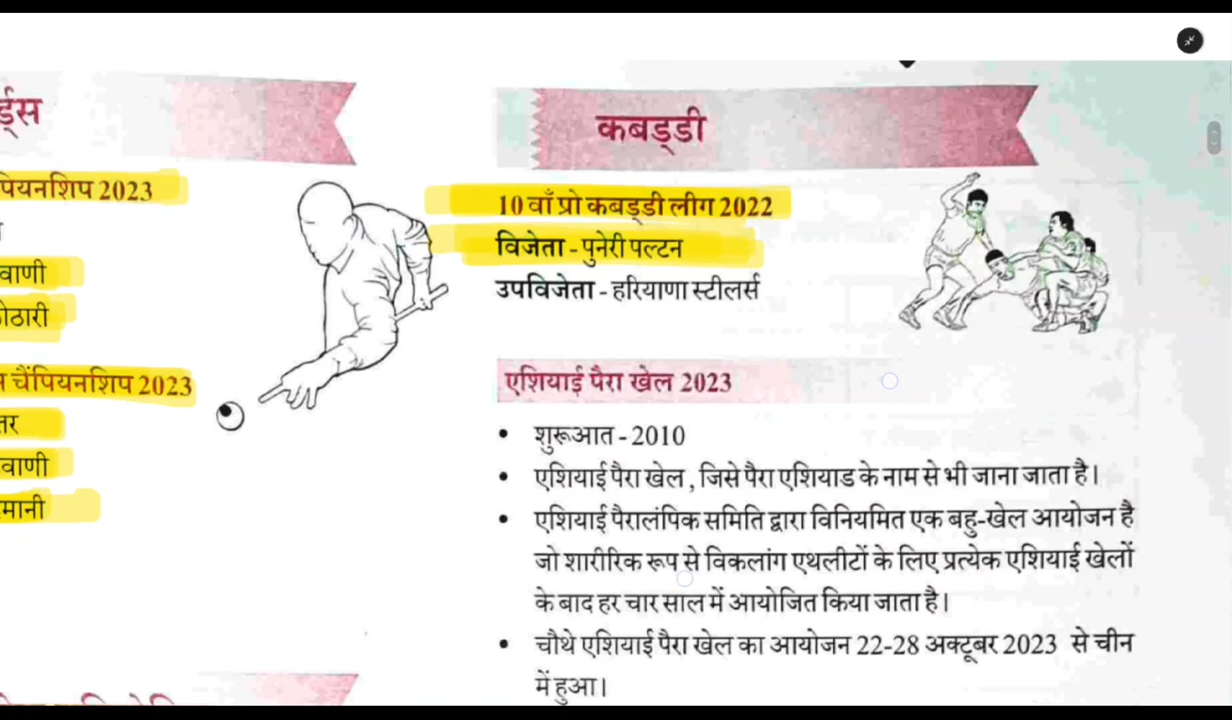 पियनशिप 2023
वाणी
कोठारी
चैंपियनशिप 2023
वाणी
मानी
कबड्डी
10 वाँ प्रो कबड्डी लीग 2022
विजेता - पुनेरी पल्टन
उपविजेता - हरियाणा स्टीलर्स
एशियाई पैरा खेल 2023
• शुरूआत - 2010
• एशियाई पैरा खेल , जिसे पैरा एशियाड के नाम से भी जाना जाता है।
• एशियाई पैरालंपिक समिति द्वारा विनियमित एक बहु-खेल आयोजन है
जो शारीरिक रूप से विकलांग एथलीटों के लिए प्रत्येक एशियाई खेलों
के बाद हर चार साल में आयोजित किया जाता है।
• चौथे एशियाई पैरा खेल का आयोजन 22-28 अक्टूबर 2023 से चीन
में हुआ।